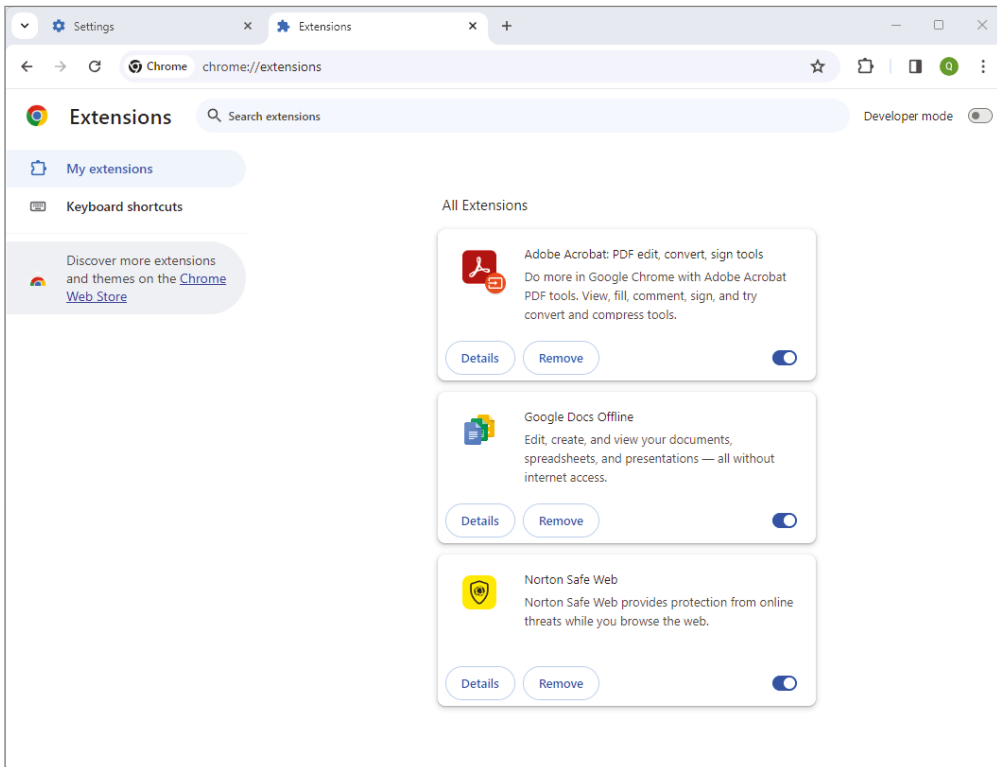 Settings
Extensions
Chrome
chrome://extensions
Q
Extensions
Search extensions
Developer mode
My extensions
Keyboard shortcuts
Discover more extensions
and themes on the Chrome
Web Store
All Extensions
Adobe Acrobat: PDF edit, convert, sign tools
Do more in Google Chrome with Adobe Acrobat
PDF tools. View, fill, comment, sign, and try
convert and compress tools.
Details
Remove
Google Docs Offline
Edit, create, and view your documents,
spreadsheets, and presentations — all without
internet access.
Details
Remove
Norton Safe Web
Norton Safe Web provides protection from online
threats while you browse the web.
Details
Remove